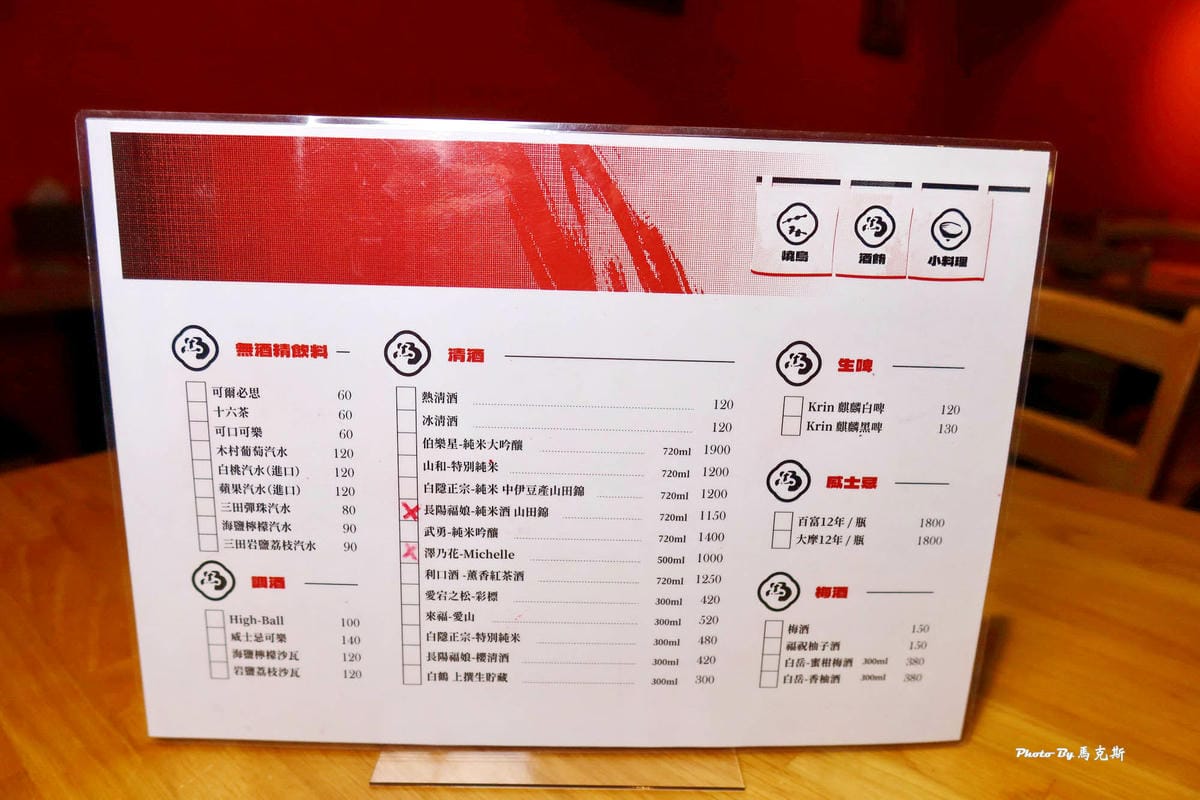 燒鳥
酒餚
小料理
無酒精飲料
可爾必思 60
十六茶 60
可口可樂 60
木村葡萄汽水 120
白桃汽水(進口) 120
蘋果汽水(進口) 120
三田彈珠汽水 80
海鹽檸檬汽水 90
三田岩鹽荔枝汽水 90
調酒
High-Ball 100
威士忌可樂 140
海鹽檸檬沙瓦 120
岩鹽荔枝沙瓦 120
清酒
熱清酒 120
冰清酒 120
伯樂星-純米大吟釀 720ml 1900
山和-特別純米 720ml 1200
白隱正宗-純米 中伊豆產山田錦 720ml 1200
長陽福娘-純米酒 山田錦 720ml 1150
武勇-純米吟釀 720ml 1400
澤乃花-Michelle 500ml 1000
利口酒 -薰香紅茶酒 720ml 1250
愛宕之松-彩標 300ml 420
來福-愛山 300ml 520
白隱正宗-特別純米 300ml 480
長陽福娘-櫻清酒 300ml 420
白鶴 上撰生貯藏 300ml 300
生啤
Krin 麒麟白啤 120
Krin 麒麟黑啤 130
威士忌
百富12年 / 瓶 1800
大摩12年 / 瓶 1800
梅酒
梅酒 150
福祝柚子酒 150
白岳-蜜柑梅酒 300ml 380
白岳-香柚酒 300ml 380
Photo By 馬克斯